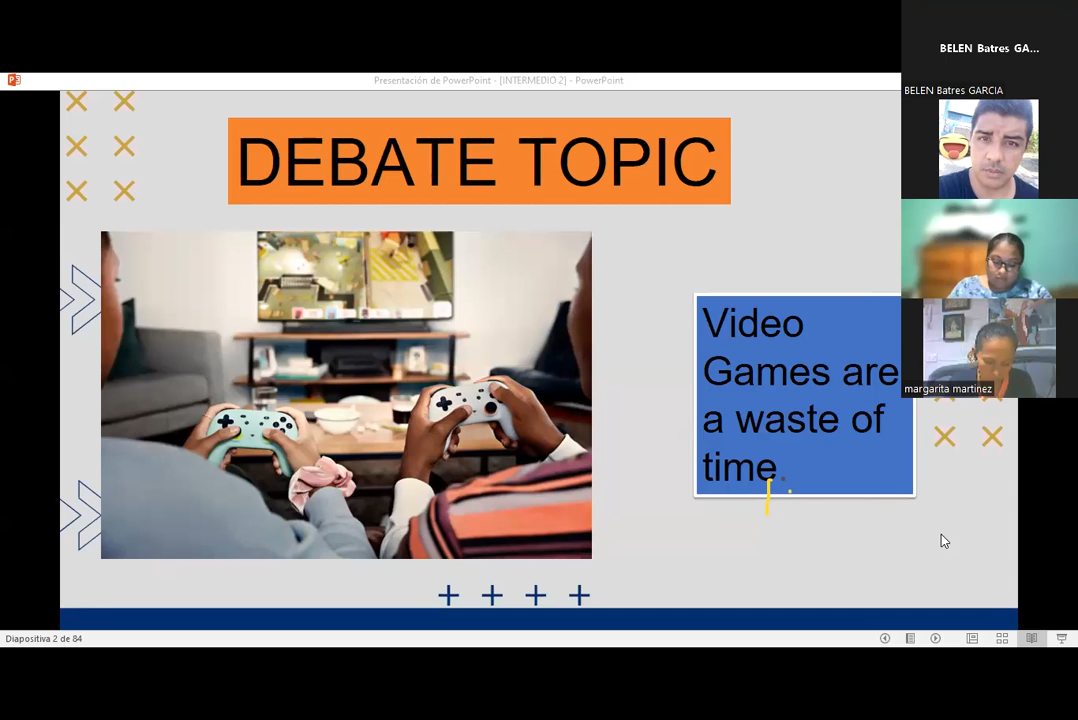 BELEN Batres GA...
Presentación de PowerPoint - [INTERMEDIO 2] - PowerPoint
BELEN Batres GARCIA
DEBATE TOPIC
Video
Games are
a waste of
time.
margarita martinez
Diapositiva 2 de 84